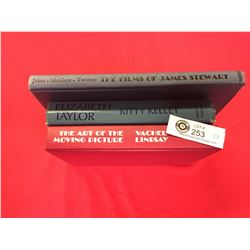 Jones · McClure · Twomey THE FILMS OF JAMES STEWART
ELIZABETH TAYLOR KITTY KELLEY
THE ART OF THE MOVING PICTURE VACHEL LINDSAY
LOT #
253